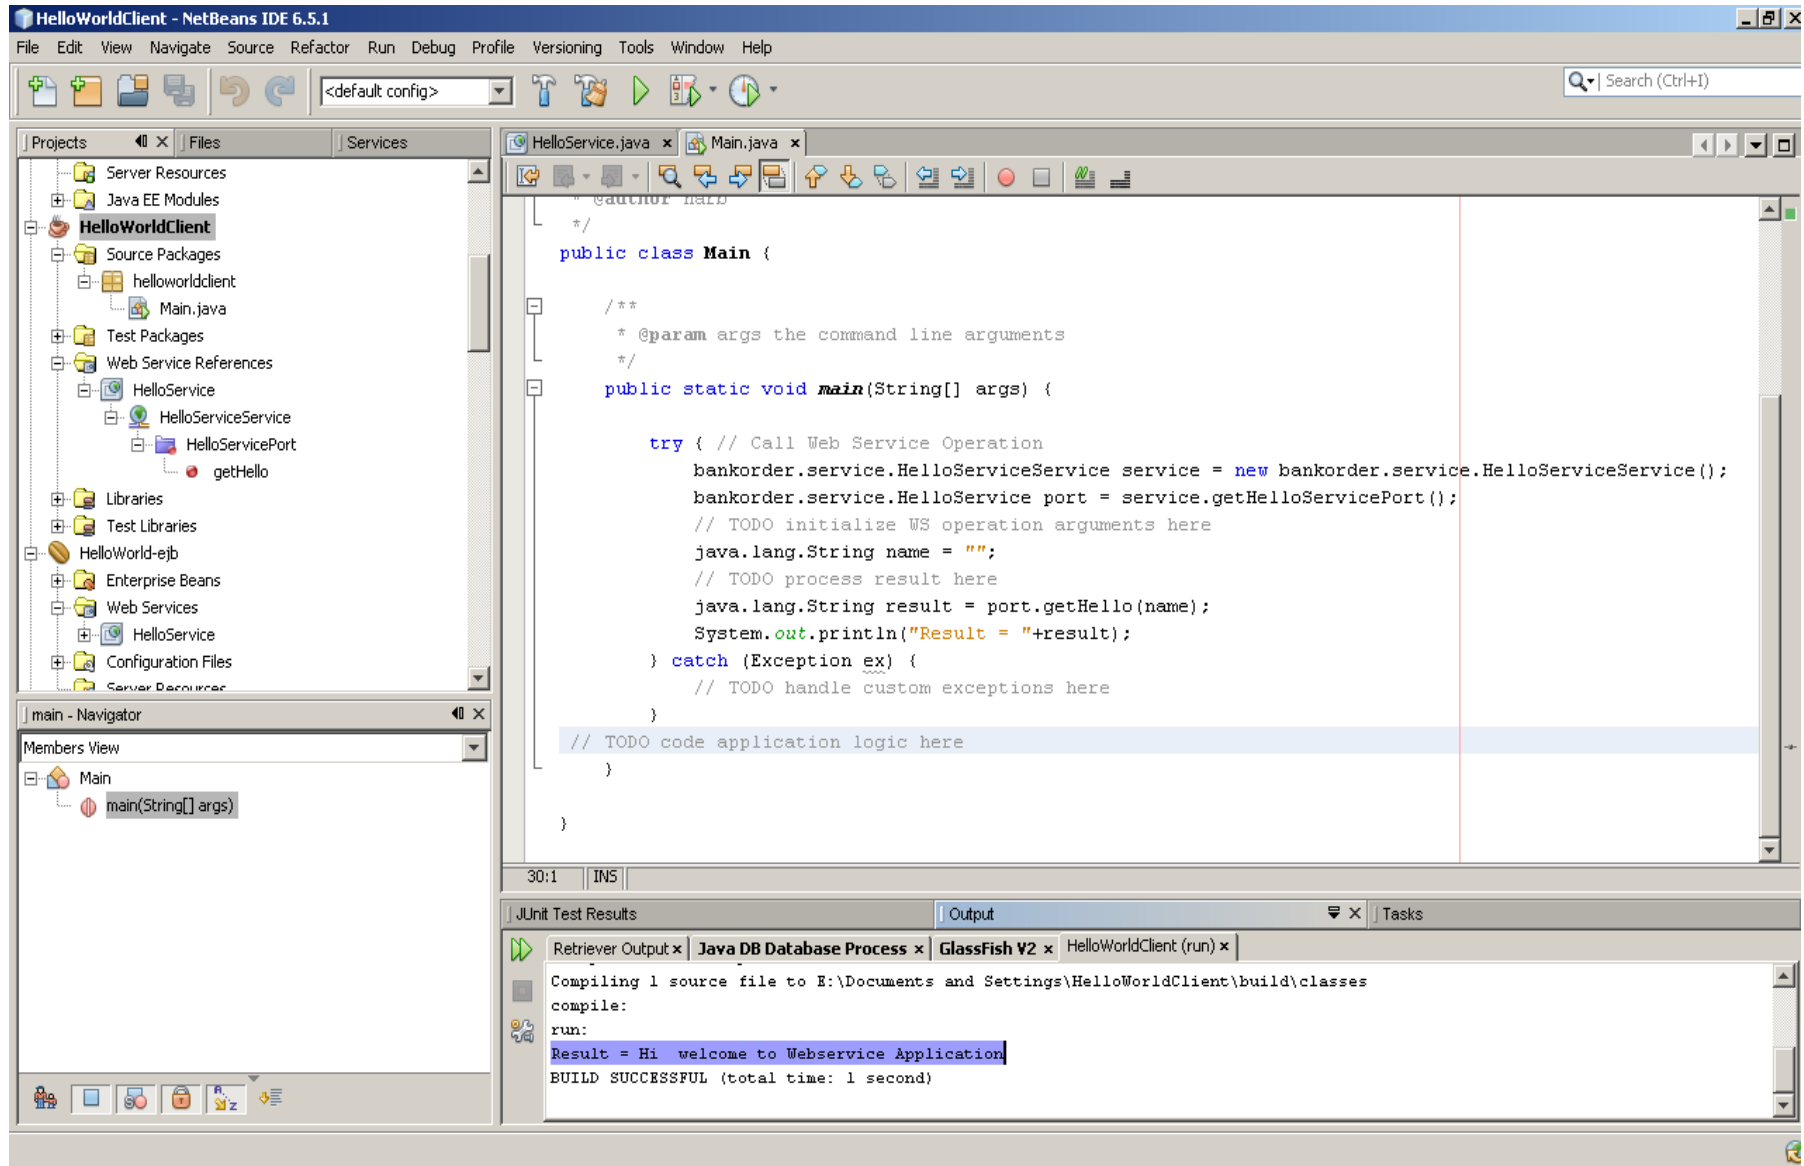 HelloWorldClient - NetBeans IDE 6.5.1
File Edit View Navigate Source Refactor Run Debug Profile Versioning Tools Window Help
<default config>
Search (Ctrl+I)
Projects
Files
Services
Server Resources
Java EE Modules
HelloWorldClient
Source Packages
helloworldclient
Main.java
Test Packages
Web Service References
HelloService
HelloServiceService
HelloServicePort
getHello
Libraries
Test Libraries
HelloWorld-ejb
Enterprise Beans
Web Services
HelloService
Configuration Files
Server Resources
main - Navigator
Members View
Main
main(String[] args)
HelloService.java
Main.java
* @author harb
*/
public class Main {
/**
* @param args the command line arguments
*/
public static void main(String[] args) {
try { // Call Web Service Operation
bankorder.service.HelloServiceService service = new bankorder.service.HelloServiceService();
bankorder.service.HelloService port = service.getHelloServicePort();
// TODO initialize WS operation arguments here
java.lang.String name = "";
// TODO process result here
java.lang.String result = port.getHello(name);
System.out.println("Result = "+result);
} catch (Exception ex) {
// TODO handle custom exceptions here
}
// TODO code application logic here
}
}
30:1 INS
JUnit Test Results
Output
Tasks
Retriever Output
Java DB Database Process
GlassFish V2
HelloWorldClient (run)
Compiling 1 source file to E:\Documents and Settings\HelloWorldClient\build\classes
compile:
run:
Result = Hi  welcome to Webservice Application
BUILD SUCCESSFUL (total time: 1 second)